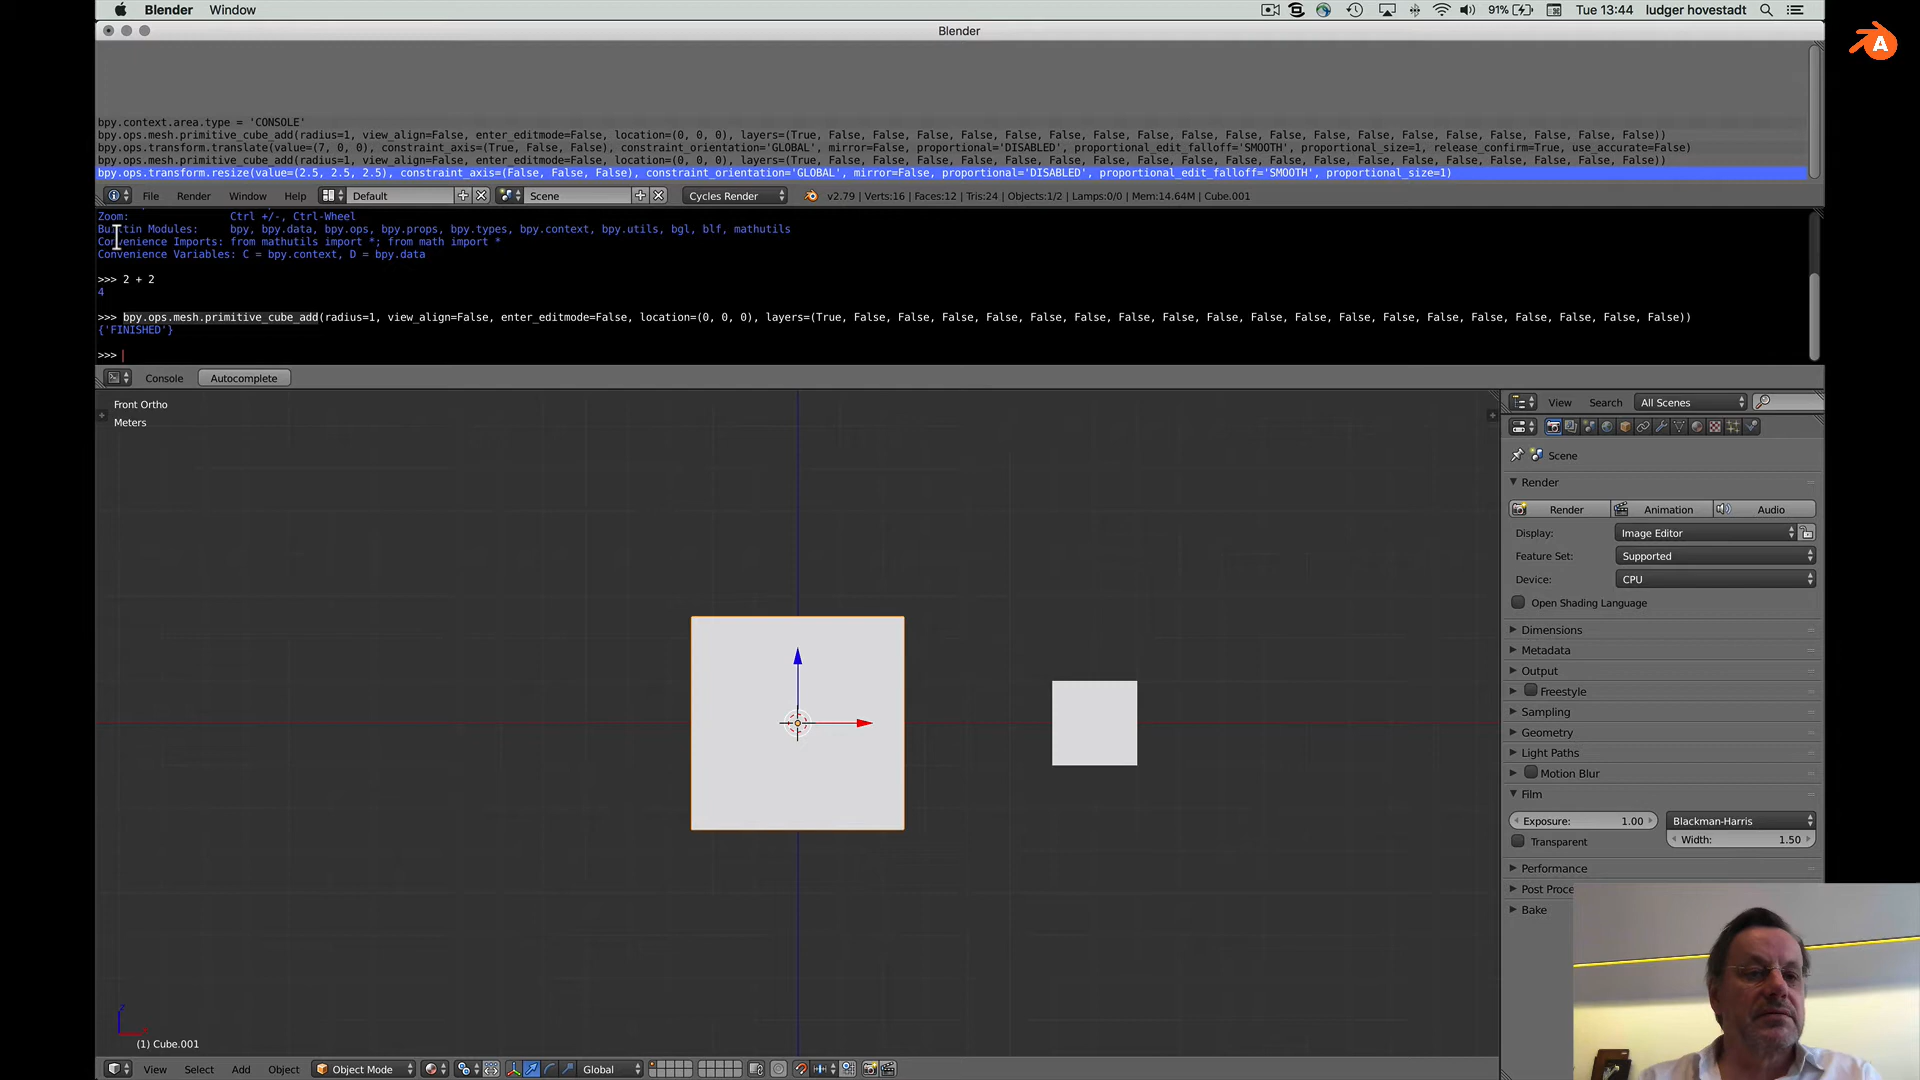 Blender Window 91% Tue 13:44 ludger hovestadt
Blender
A
bpy.context.area.type = 'CONSOLE'
bpy.ops.mesh.primitive_cube_add(radius=1, view_align=False, enter_editmode=False, location=(0, 0, 0), layers=(True, False, False, False, False, False, False, False, False, False, False, False, False, False, False, False, False, False, False, False))
bpy.ops.transform.translate(value=(7, 0, 0), constraint_axis=(True, False, False), constraint_orientation='GLOBAL', mirror=False, proportional='DISABLED', proportional_edit_falloff='SMOOTH', proportional_size=1, release_confirm=True, use_accurate=False)
bpy.ops.mesh.primitive_cube_add(radius=1, view_align=False, enter_editmode=False, location=(0, 0, 0), layers=(True, False, False, False, False, False, False, False, False, False, False, False, False, False, False, False, False, False, False, False))
bpy.ops.transform.resize(value=(2.5, 2.5, 2.5), constraint_axis=(False, False, False), constraint_orientation='GLOBAL', mirror=False, proportional='DISABLED', proportional_edit_falloff='SMOOTH', proportional_size=1)
File Render Window Help Default Scene Cycles Render v2.79 | Verts:16 | Faces:12 | Tris:24 | Objects:1/2 | Lamps:0/0 | Mem:14.64M | Cube.001
Zoom: Ctrl +/-, Ctrl-Wheel
Builtin Modules: bpy, bpy.data, bpy.ops, bpy.props, bpy.types, bpy.context, bpy.utils, bgl, blf, mathutils
Convenience Imports: from mathutils import *; from math import *
Convenience Variables: C = bpy.context, D = bpy.data
>>> 2 + 2
4
>>> bpy.ops.mesh.primitive_cube_add(radius=1, view_align=False, enter_editmode=False, location=(0, 0, 0), layers=(True, False, False, False, False, False, False, False, False, False, False, False, False, False, False, False, False, False, False, False))
{'FINISHED'}
>>>
Console Autocomplete
Front Ortho
Meters
View Search All Scenes
Scene
Render
Render Animation Audio
Display: Image Editor
Feature Set: Supported
Device: CPU
Open Shading Language
Dimensions
Metadata
Output
Freestyle
Sampling
Geometry
Light Paths
Motion Blur
Film
Exposure: 1.00 Blackman-Harris
Transparent Width: 1.50
Performance
Post Proce
Bake
z
(1) Cube.001
View Select Add Object Object Mode Global